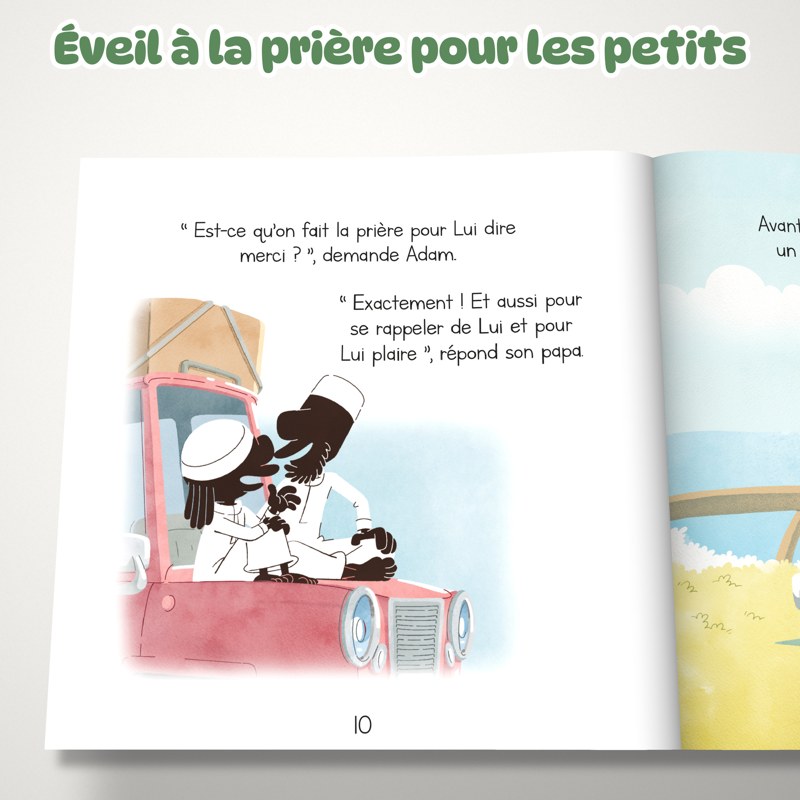 Éveil à la prière pour les petits
“ Est-ce qu'on fait la prière pour Lui dire
merci ? ”, demande Adam.
“ Exactement ! Et aussi pour
se rappeler de Lui et pour
Lui plaire ”, répond son papa.
10
Avant
un